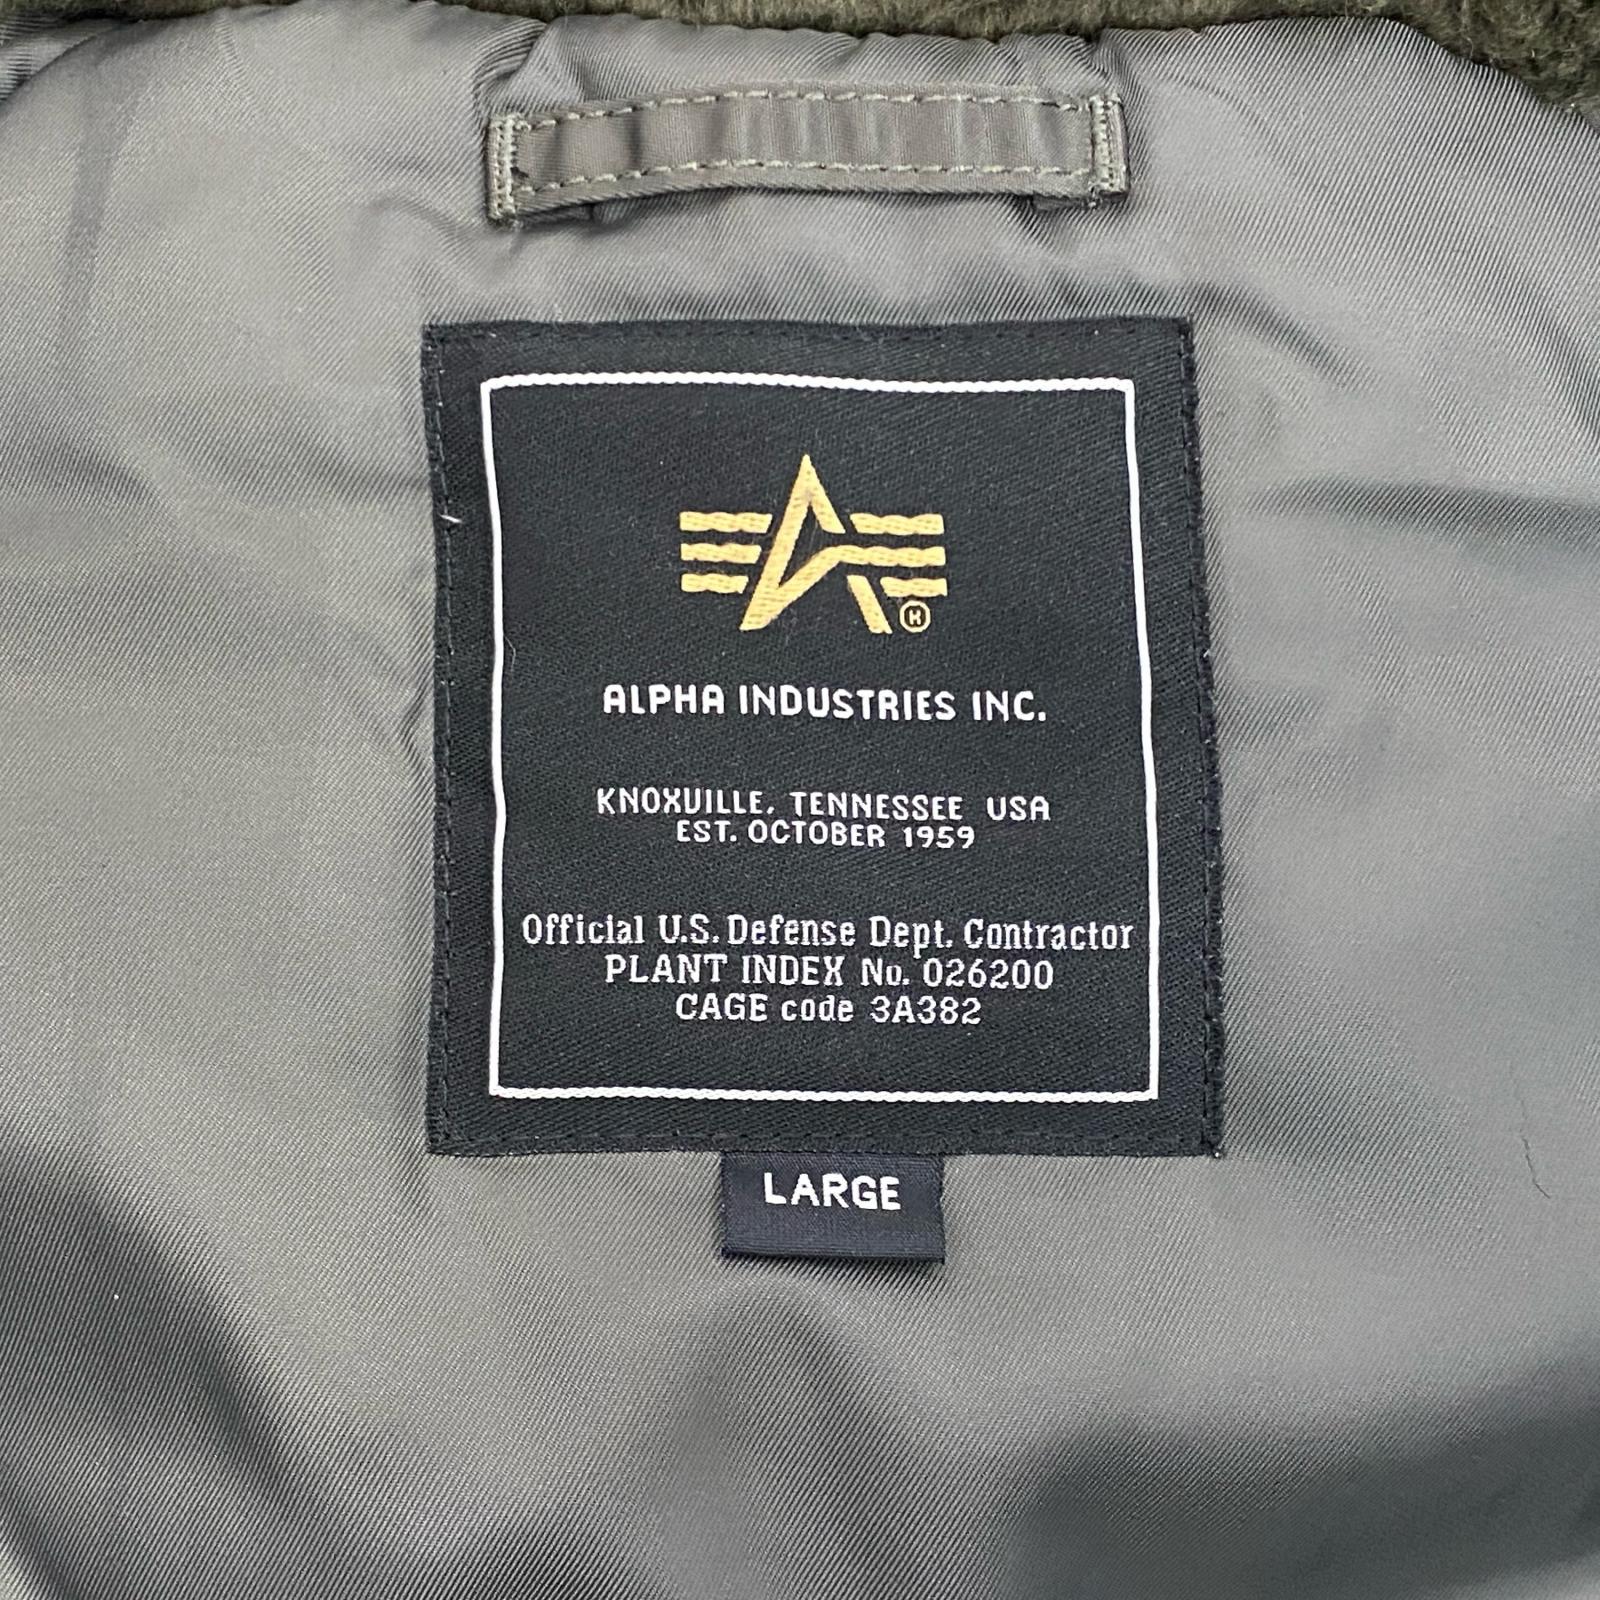 ALPHA INDUSTRIES INC.
KNOXVILLE, TENNESSEE USA
EST. OCTOBER 1959
Official U.S. Defense Dept. Contractor
PLANT INDEX No. 026200
CAGE code 3A382
LARGE